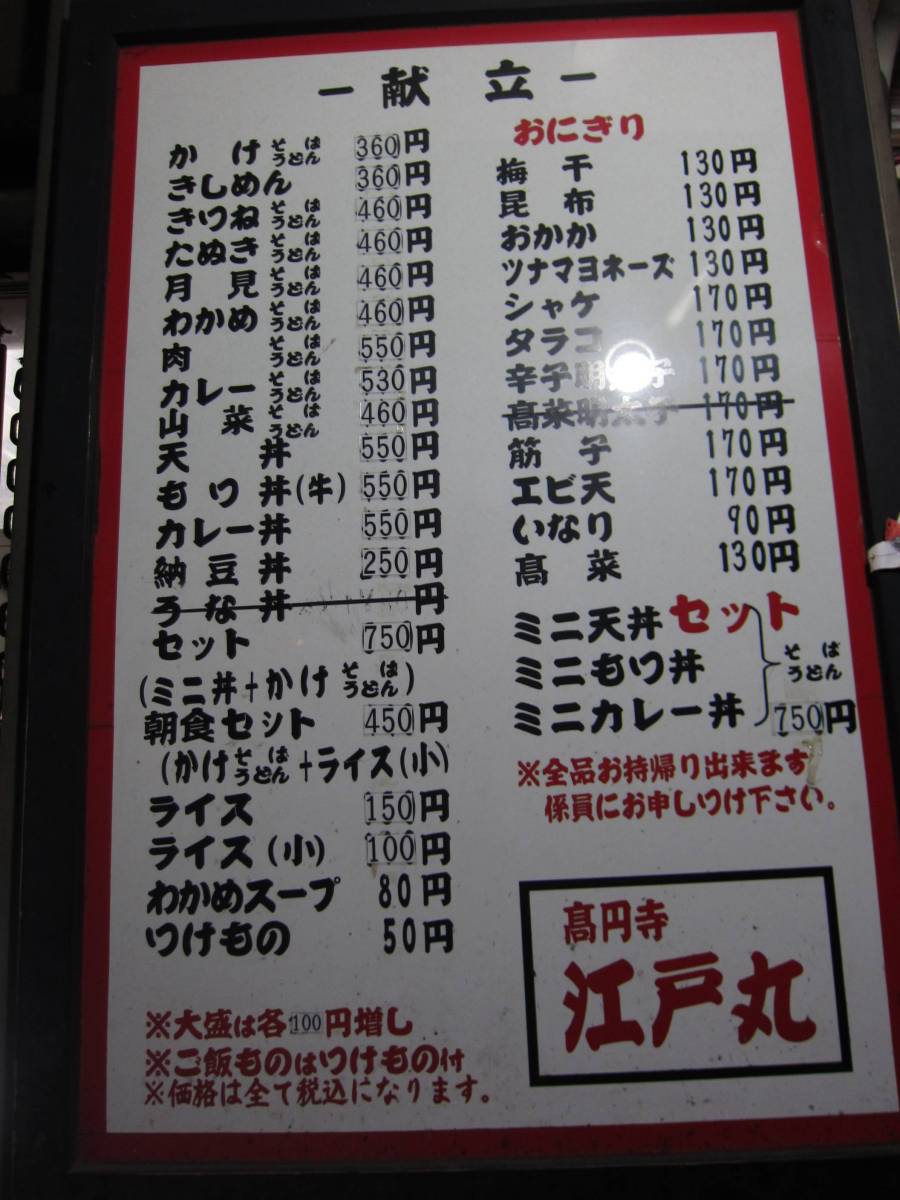 －献 立－
かけ そば うどん 360円
きしめん 360円
きつね そば うどん 460円
たぬき そば うどん 460円
月見 そば うどん 460円
わかめ そば うどん 460円
肉 そば うどん 550円
カレー そば うどん 530円
山菜 そば うどん 460円
天丼 550円
もつ丼(牛) 550円
カレー丼 550円
納豆丼 250円
うな丼 円
セット 750円
(ミニ丼+かけ そば うどん)
朝食セット 450円
(かけ そば うどん +ライス(小)
ライス 150円
ライス(小) 100円
わかめスープ 80円
つけもの 50円
※大盛は各100円増し
※ご飯ものはつけもの付
※価格は全て税込になります。
おにぎり
梅干 130円
昆布 130円
おかか 130円
ツナマヨネーズ 130円
シャケ 170円
タラコ 170円
辛子明太子 170円
高菜明太子 170円
筋子 170円
エビ天 170円
いなり 90円
高菜 130円
ミニ天丼セット
ミニもつ丼 そば うどん
ミニカレー丼 750円
※全品お持帰り出来ます
係員にお申しつけ下さい。
高円寺
江戸丸